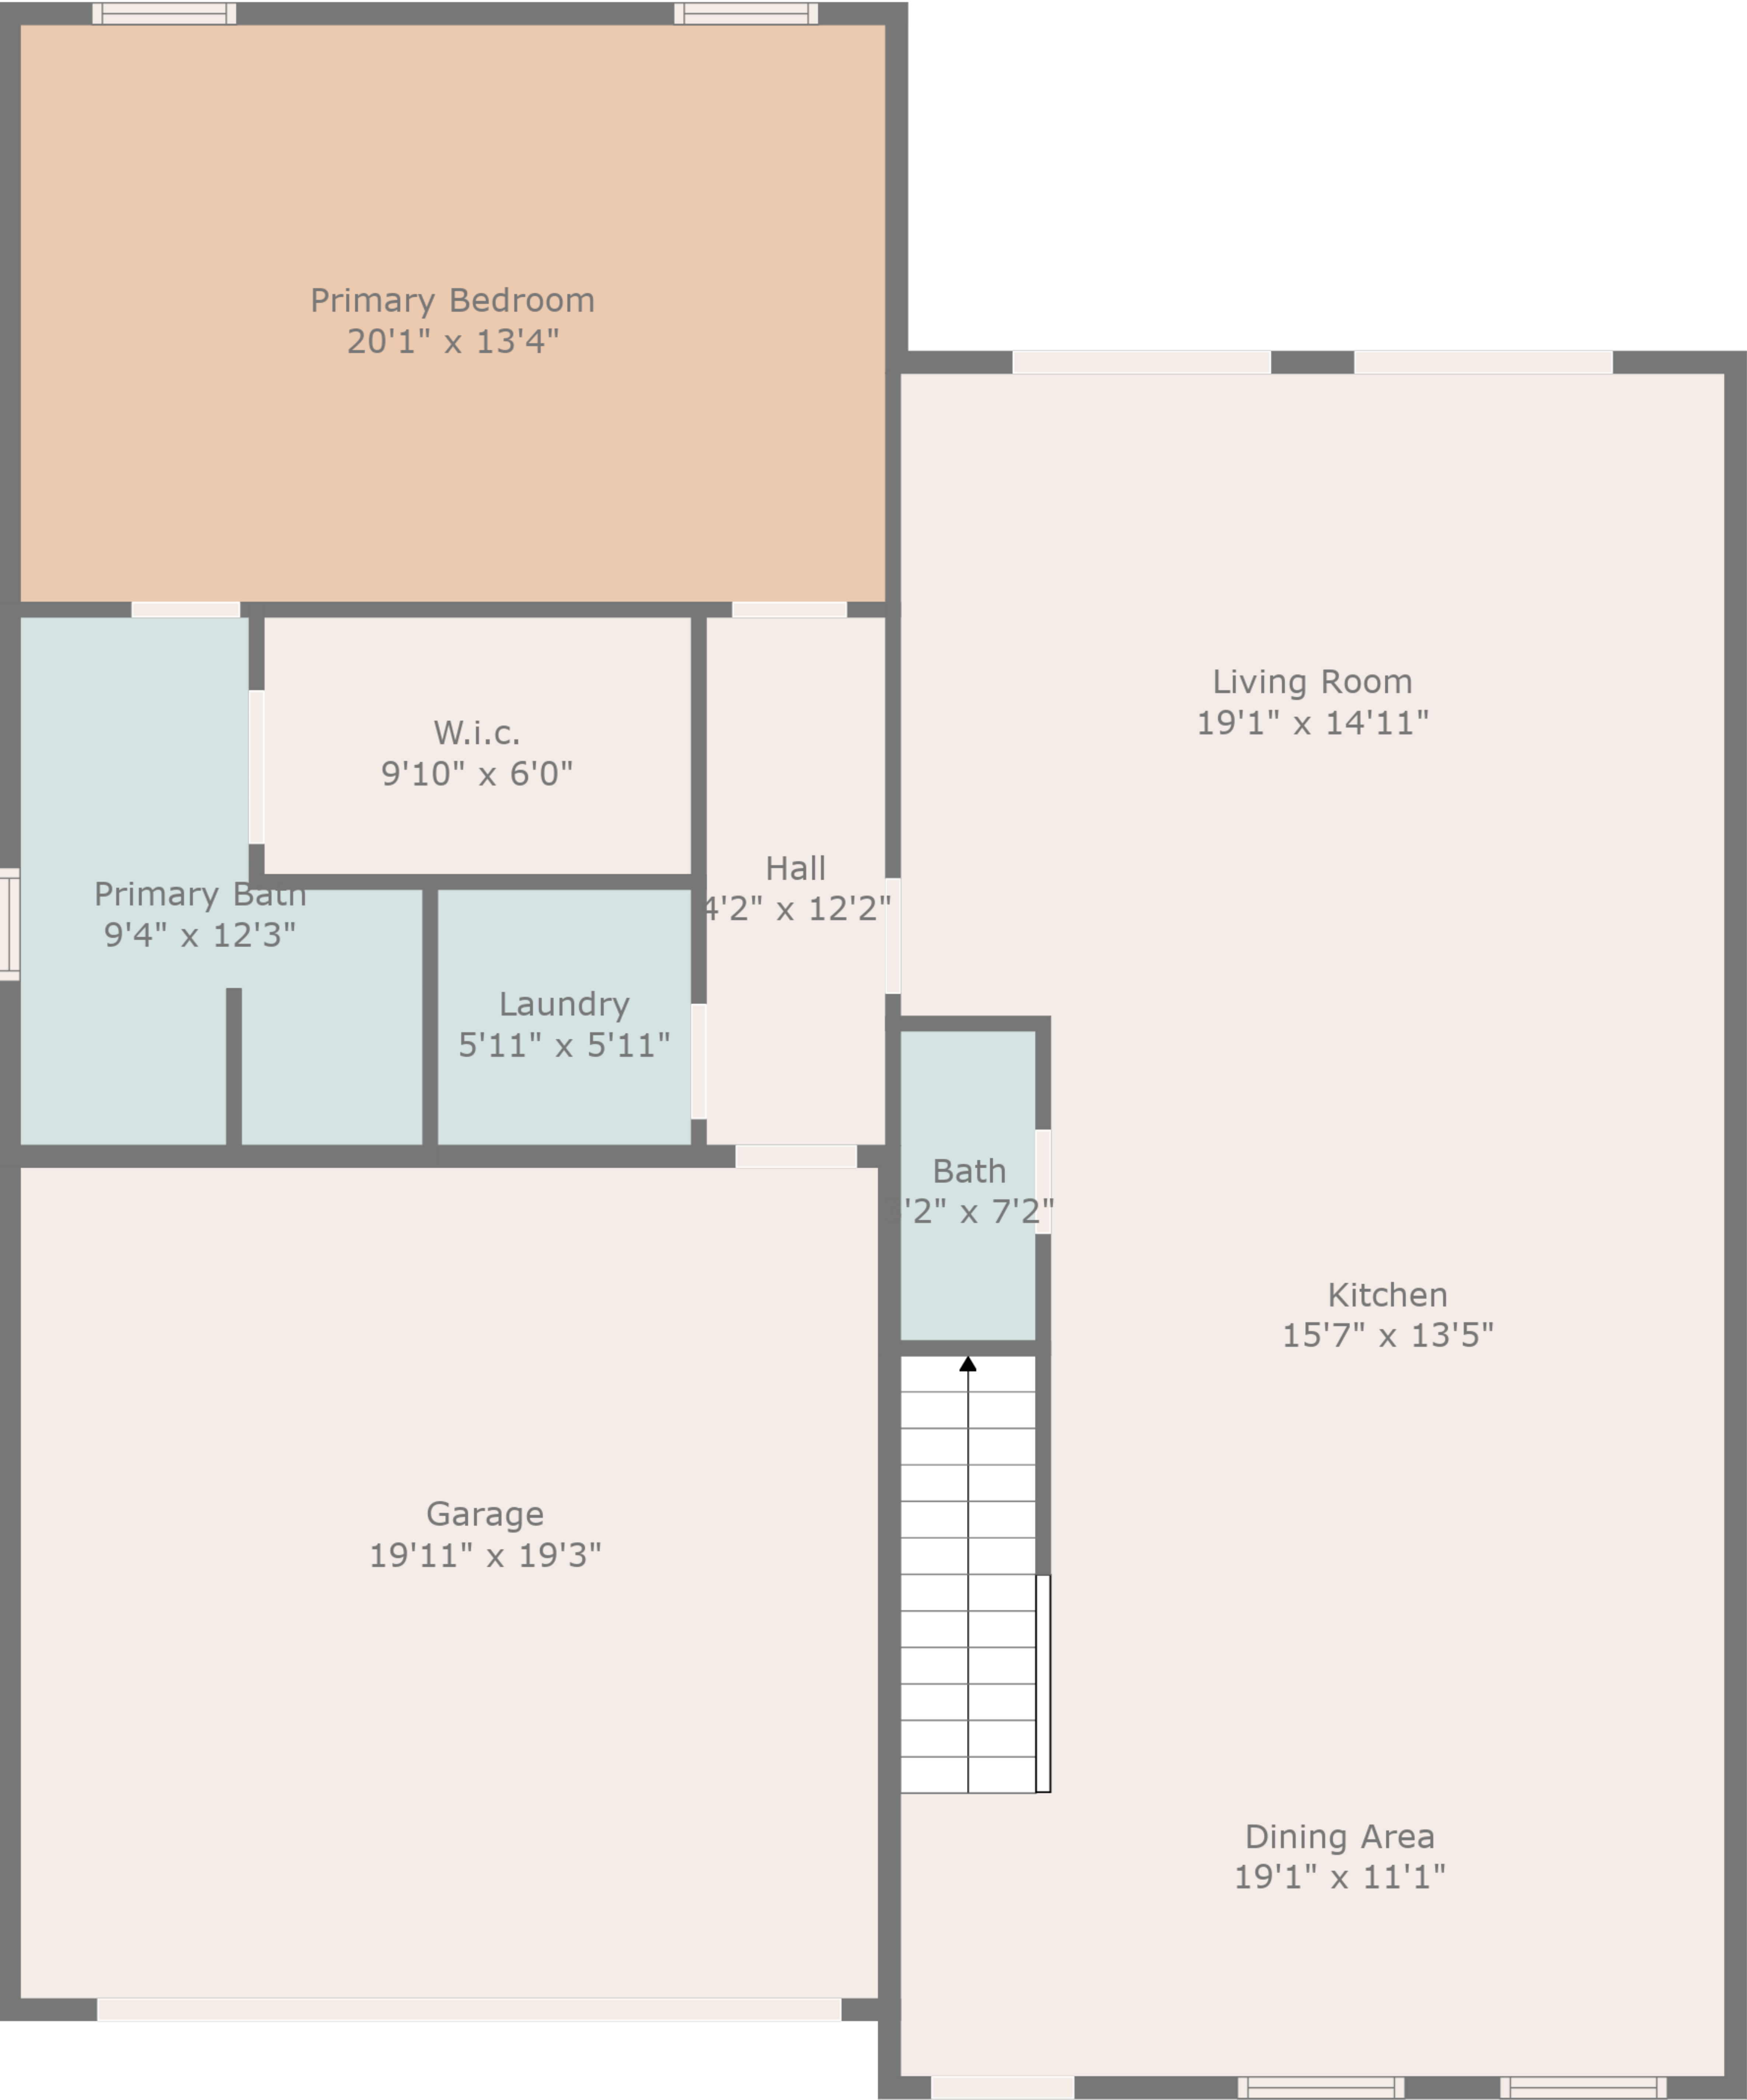 Primary Bedroom
20'1" x 13'4"
Living Room
19'1" x 14'11"
W.i.c.
9'10" x 6'0"
Hall
4'2" x 12'2"
Primary Bath
9'4" x 12'3"
Laundry
5'11" x 5'11"
Bath
'2" x 7'2"
Kitchen
15'7" x 13'5"
Garage
19'11" x 19'3"
Dining Area
19'1" x 11'1"